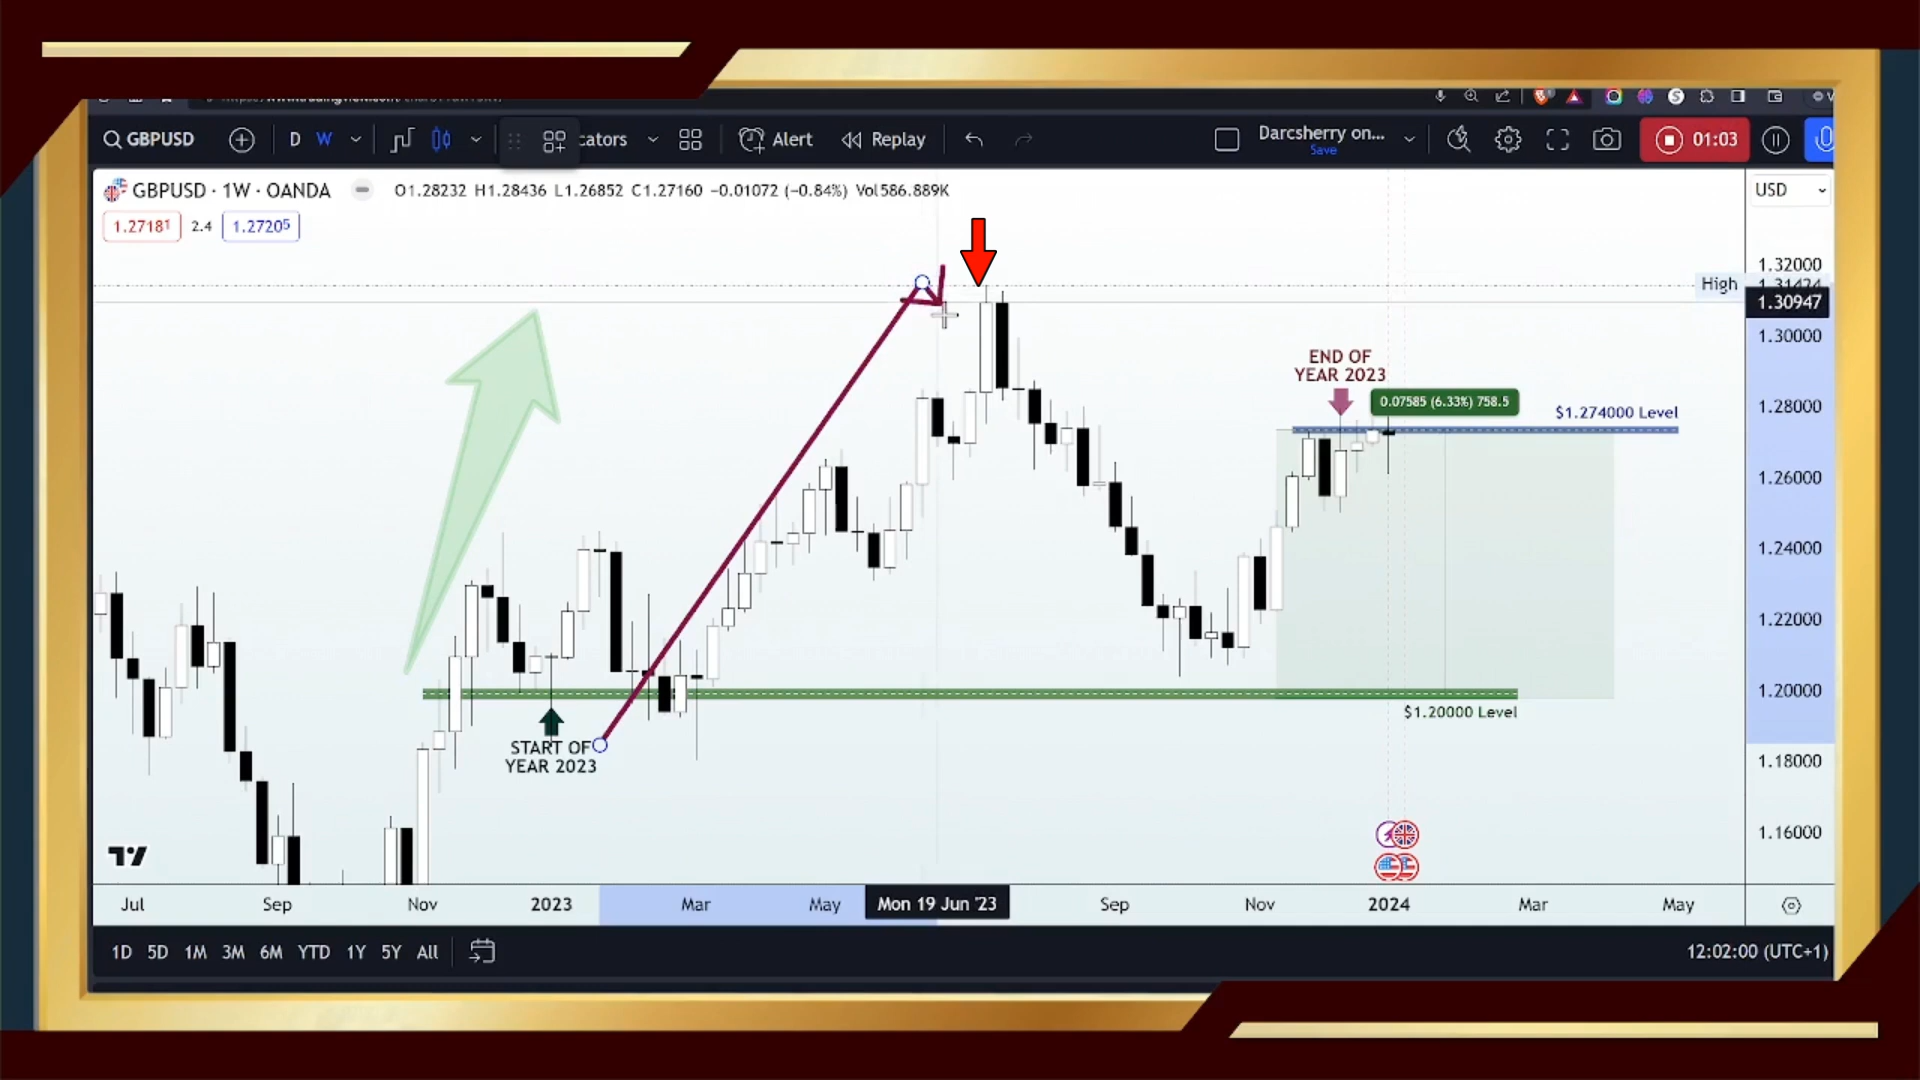 GBPUSD
D W
cators
Alert
Replay
Darcsherry on...
Save
01:03
GBPUSD · 1W · OANDA
O1.28232 H1.28436 L1.26852 C1.27160 −0.01072 (−0.84%) Vol586.889K
USD
1.27181 2.4 1.27205
1.32000
High
1.30947
1.30000
END OF
YEAR 2023
0.07585 (6.33%) 758.5
$1.274000 Level
1.28000
1.26000
1.24000
1.22000
1.20000
$1.20000 Level
START OF
YEAR 2023
1.18000
1.16000
Jul Sep Nov 2023 Mar May Mon 19 Jun '23 Sep Nov 2024 Mar May
1D 5D 1M 3M 6M YTD 1Y 5Y All
12:02:00 (UTC+1)